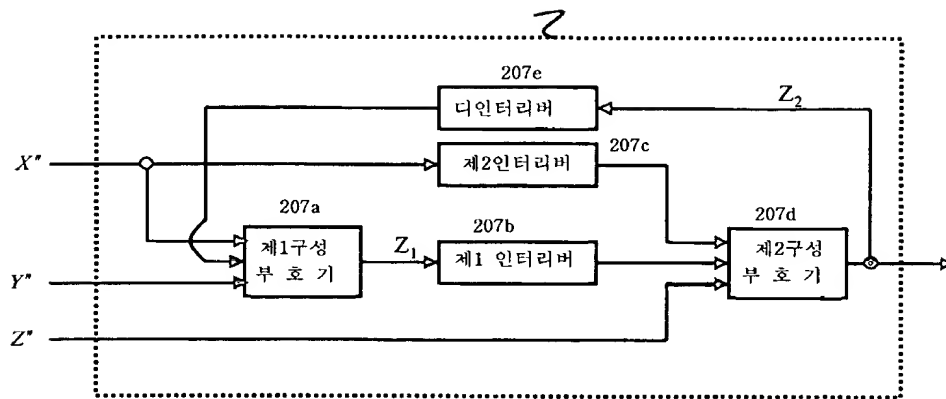 207e
디인터리버
Z₂
X"
제2인터리버
207c
207a
제1구성
부 호 기
Z₁
207b
제1 인터리버
207d
제2구성
부 호 기
Y"
Z"